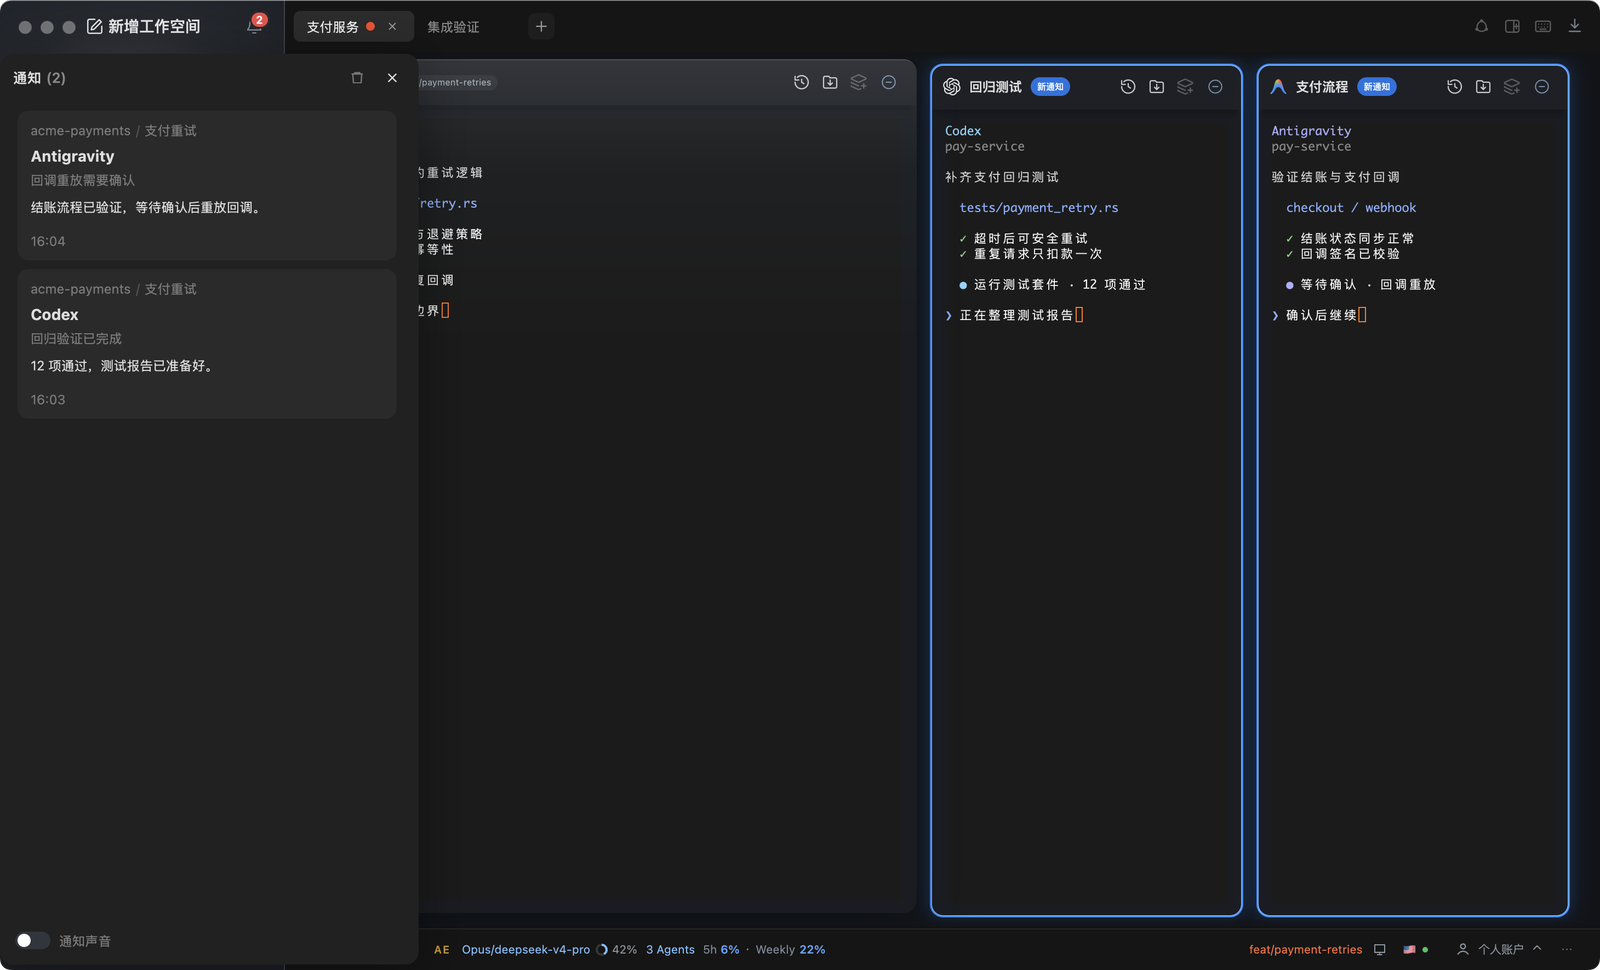 新增工作空间
2
支付服务
集成验证
通知 (2)
acme-payments / 支付重试
Antigravity
回调重放需要确认
结账流程已验证，等待确认后重放回调。
16:04
acme-payments / 支付重试
Codex
回归验证已完成
12 项通过，测试报告已准备好。
16:03
通知声音
/payment-retries
的重试逻辑
retry.rs
与退避策略
幂等性
复回调
边界
回归测试
新通知
Codex
pay-service
补齐支付回归测试
tests/payment_retry.rs
✓ 超时后可安全重试
✓ 重复请求只扣款一次
● 运行测试套件 · 12 项通过
❯ 正在整理测试报告
支付流程
新通知
Antigravity
pay-service
验证结账与支付回调
checkout / webhook
✓ 结账状态同步正常
✓ 回调签名已校验
● 等待确认 · 回调重放
❯ 确认后继续
AE Opus/deepseek-v4-pro 42% 3 Agents 5h 6% · Weekly 22%
feat/payment-retries
个人账户